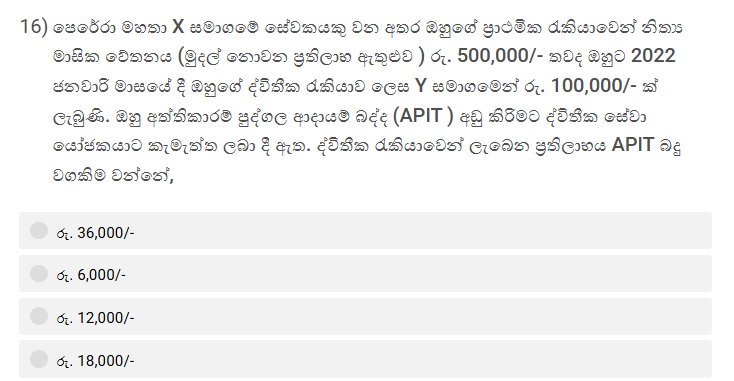 16) පෙරේරා මහතා X සමාගමේ සේවකයකු වන අතර ඔහුගේ ප්‍රාථමික රැකියාවෙන් නිත්‍ය
මාසික වේතනය (මුදල් නොවන ප්‍රතිලාභ ඇතුළුව ) රු. 500,000/- තවද ඔහුට 2022
ජනවාරි මාසයේ දී ඔහුගේ ද්විතීක රැකියාව ලෙස Y සමාගමෙන් රු. 100,000/- ක්
ලැබුණි. ඔහු අත්තිකාරම් පුද්ගල ආදායම් බද්ද (APIT ) අඩු කිරිමට ද්විතීක සේවා
යෝජකයාට කැමැත්ත ලබා දී ඇත. ද්විතීක රැකියාවෙන් ලැබෙන ප්‍රතිලාභය APIT බදු
වගකිම වන්නේ,
රු. 36,000/-
රු. 6,000/-
රු. 12,000/-
රු. 18,000/-